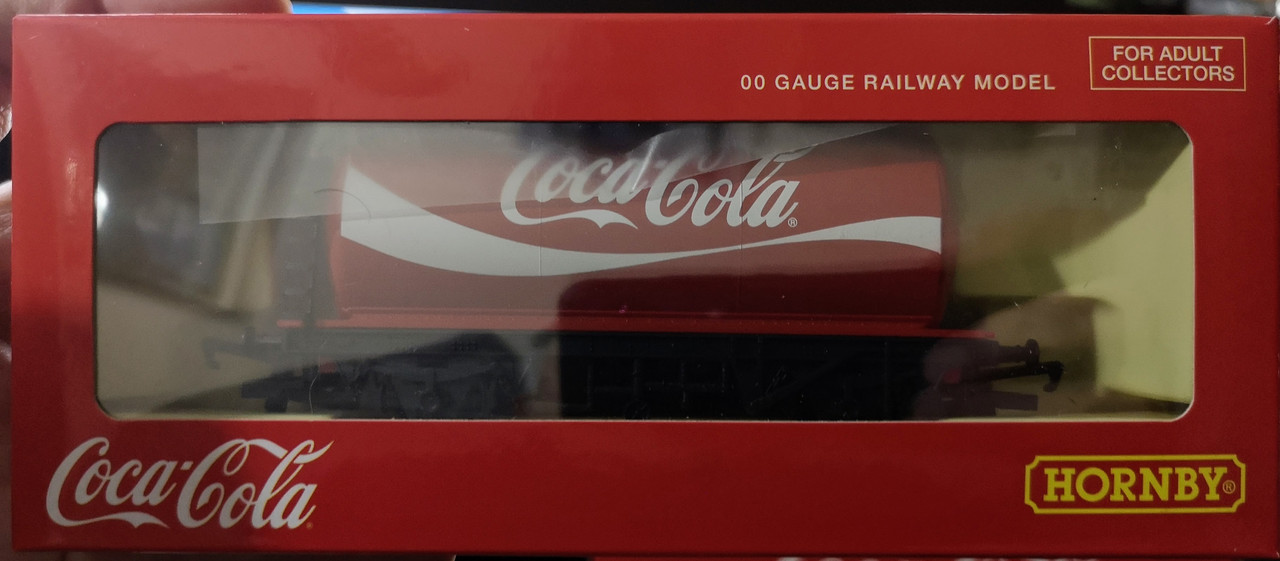 FOR ADULT
COLLECTORS
00 GAUGE RAILWAY MODEL
Coca-Cola®
Coca-Cola
HORNBY®